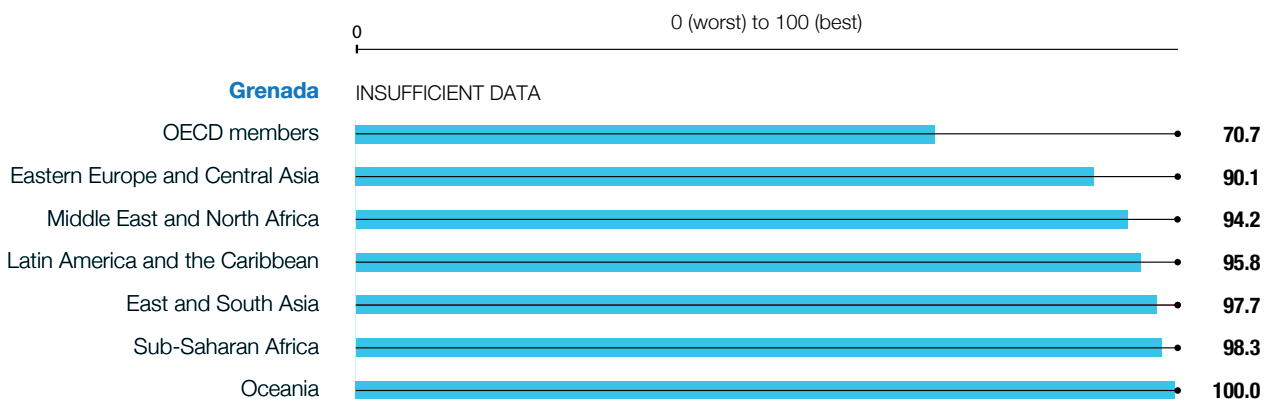 0 (worst) to 100 (best)
0
Grenada INSUFFICIENT DATA
OECD members 70.7
Eastern Europe and Central Asia 90.1
Middle East and North Africa 94.2
Latin America and the Caribbean 95.8
East and South Asia 97.7
Sub-Saharan Africa 98.3
Oceania 100.0